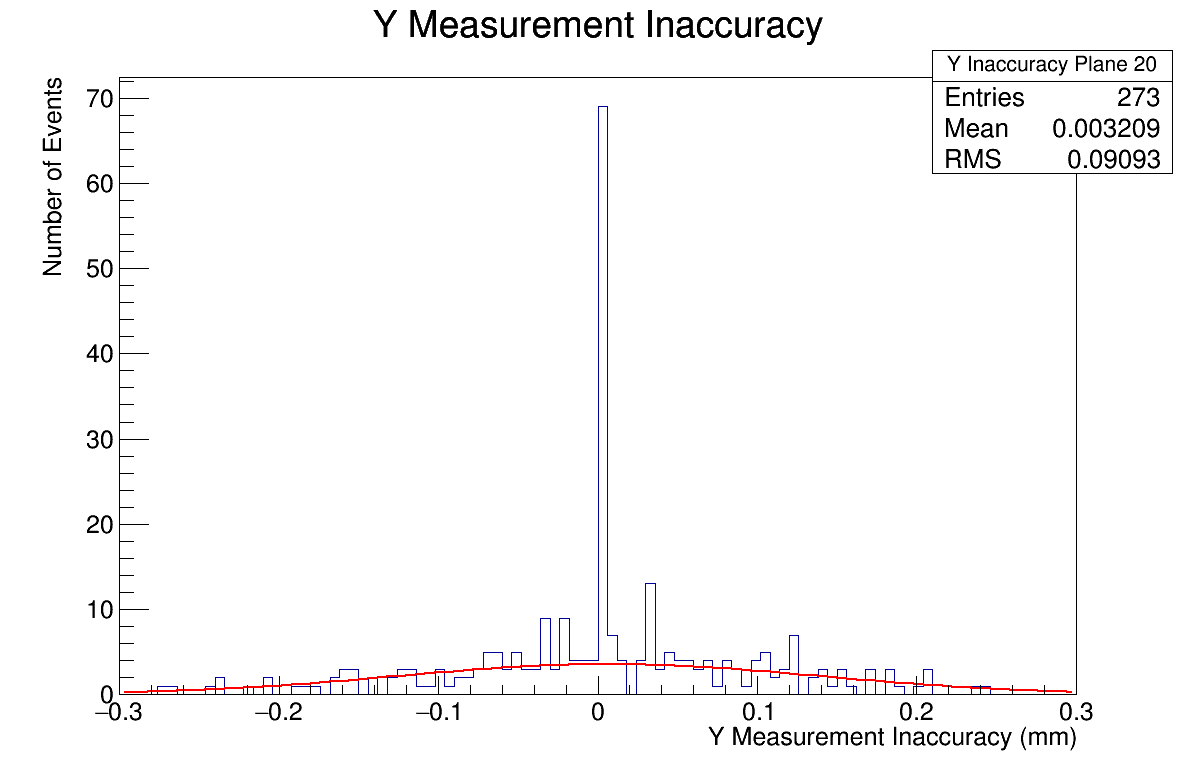 Y Measurement Inaccuracy
Y Inaccuracy Plane 20
Entries 273
Mean 0.003209
RMS 0.09093
Number of Events
70
60
50
40
30
20
10
0
−0.3 −0.2 −0.1 0 0.1 0.2 0.3
Y Measurement Inaccuracy (mm)